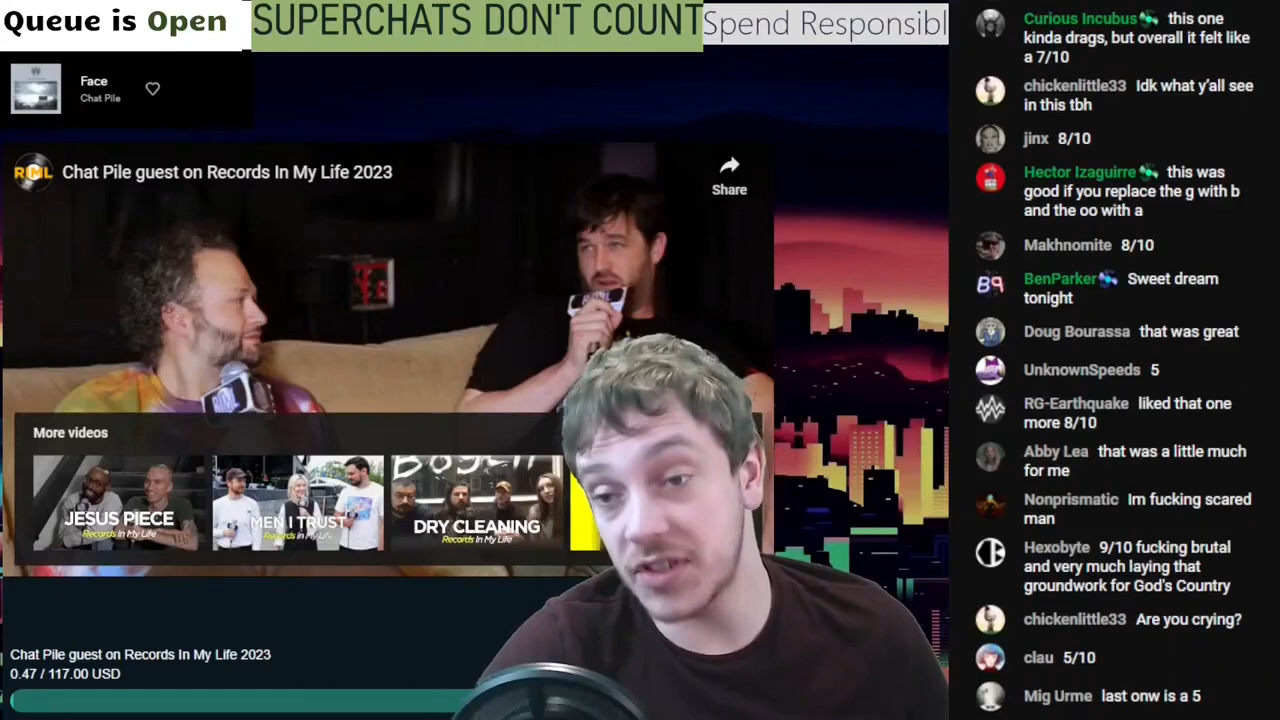 Queue is Open
SUPERCHATS DON'T COUNT
Spend Responsibl
Face
Chat Pile
RIML
Chat Pile guest on Records In My Life 2023
Share
More videos
JESUS PIECE
Records In My Life
MEN I TRUST
Records In My Life
DRY CLEANING
Records In My Life
Chat Pile guest on Records In My Life 2023
0.47 / 117.00 USD
Curious Incubus this one
kinda drags, but overall it felt like
a 7/10
chickenlittle33 Idk what y'all see
in this tbh
jinx 8/10
Hector Izaguirre this was
good if you replace the g with b
and the oo with a
Makhnomite 8/10
BenParker Sweet dream
tonight
Doug Bourassa that was great
UnknownSpeeds 5
RG-Earthquake liked that one
more 8/10
Abby Lea that was a little much
for me
Nonprismatic Im fucking scared
man
Hexobyte 9/10 fucking brutal
and very much laying that
groundwork for God's Country
chickenlittle33 Are you crying?
clau 5/10
Mig Urme last onw is a 5